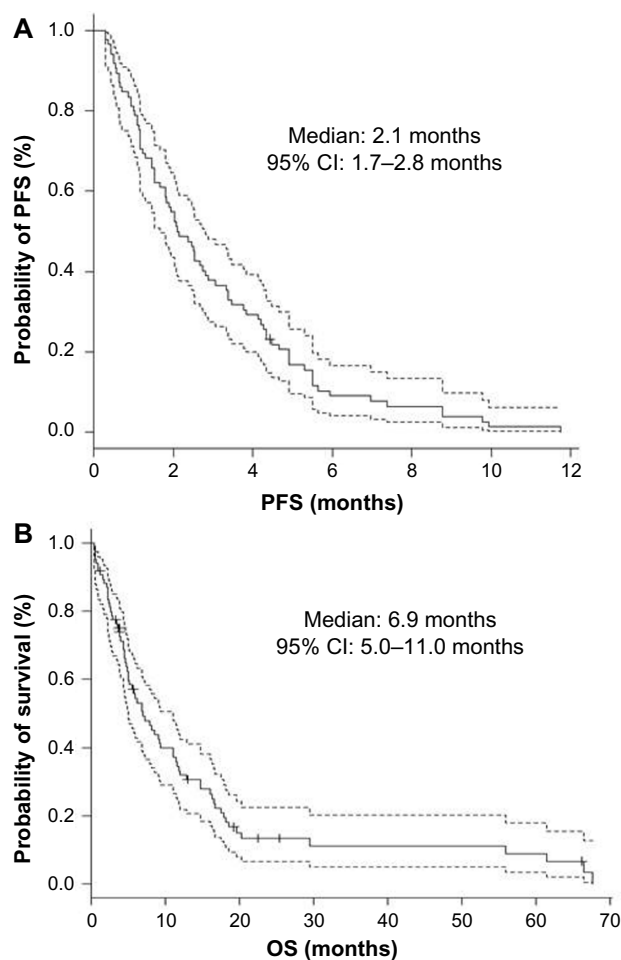 A
Probability of PFS (%)
1.0
0.8
0.6
0.4
0.2
0.0
Median: 2.1 months
95% CI: 1.7–2.8 months
0 2 4 6 8 10 12
PFS (months)
B
Probability of survival (%)
1.0
0.8
0.6
0.4
0.2
0.0
Median: 6.9 months
95% CI: 5.0–11.0 months
0 10 20 30 40 50 60 70
OS (months)